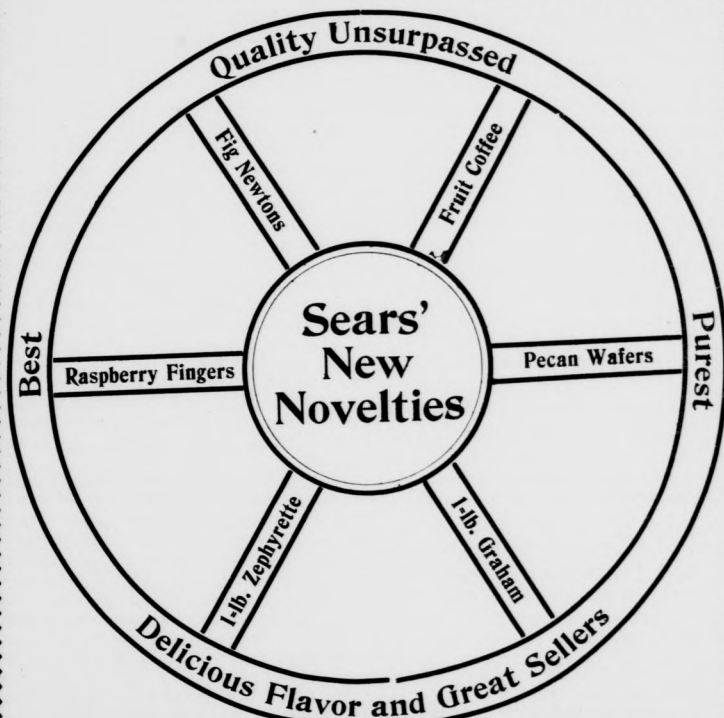 Quality Unsurpassed
Fig Newtons
Fruit Coffee
Best
Raspberry Fingers
Sears'
New
Novelties
Pecan Wafers
Purest
1-lb. Zephyrette
1-lb. Graham
Delicious Flavor and Great Sellers